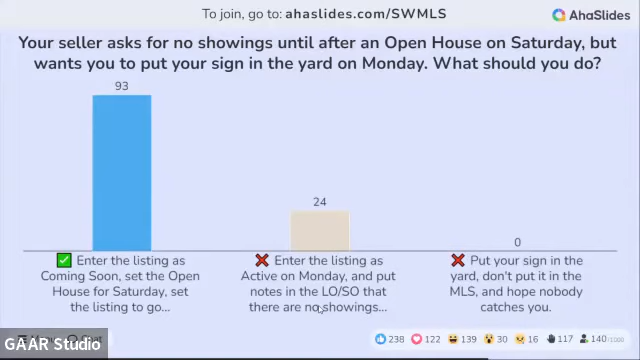 To join, go to: ahaslides.com/SWMLS
AhaSlides
Your seller asks for no showings until after an Open House on Saturday, but
wants you to put your sign in the yard on Monday. What should you do?
93
24
0
Enter the listing as
Coming Soon, set the Open
House for Saturday, set
the listing to go...
Enter the listing as
Active on Monday, and put
notes in the LO/SO that
there are no showings...
Put your sign in the
yard, don't put it in the
MLS, and hope nobody
catches you.
GAAR Studio
238
122
139
30
16
117
140/1000